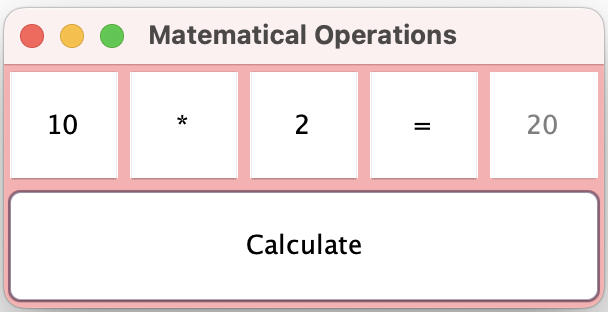 Matematical Operations
10 * 2 = 20
Calculate